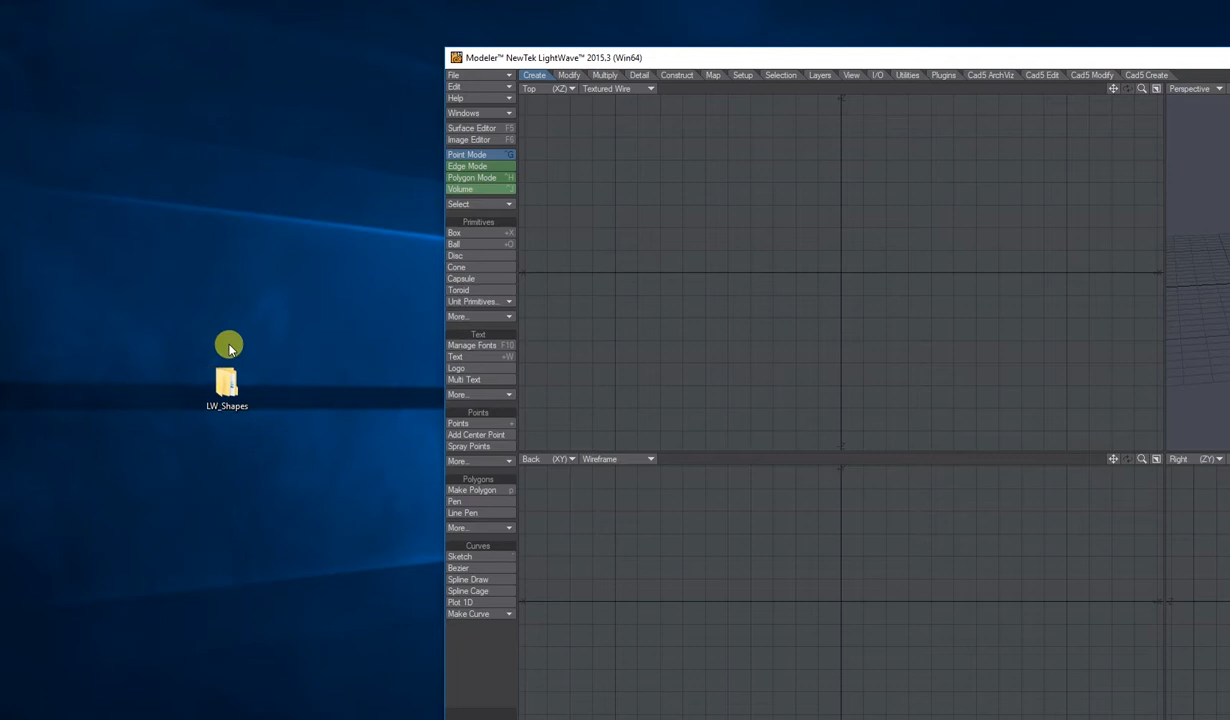 Modeler™ NewTek LightWave™ 2015.3 (Win64)
File Create Modify Multiply Detail Construct Map Setup Selection Layers View I/O Utilities Plugins Cad5 ArchViz Cad5 Edit Cad5 Modify Cad5 Create
Edit Top (XZ) Textured Wire Perspective
Help
Windows
Surface Editor F5
Image Editor F6
Point Mode ^G
Edge Mode
Polygon Mode ^H
Volume ^J
Select
Primitives
Box +X
Ball +O
Disc
Cone
Capsule
Toroid
Unit Primitives...
More...
Text
Manage Fonts F10
Text +W
Logo
Multi Text
More...
LW_Shapes
Points
Points +
Add Center Point
Spray Points
More...
Back (XY) Wireframe Right (ZY)
Polygons
Make Polygon p
Pen
Line Pen
More...
Curves
Sketch
Bezier
Spline Draw
Spline Cage
Plot 1D
Make Curve